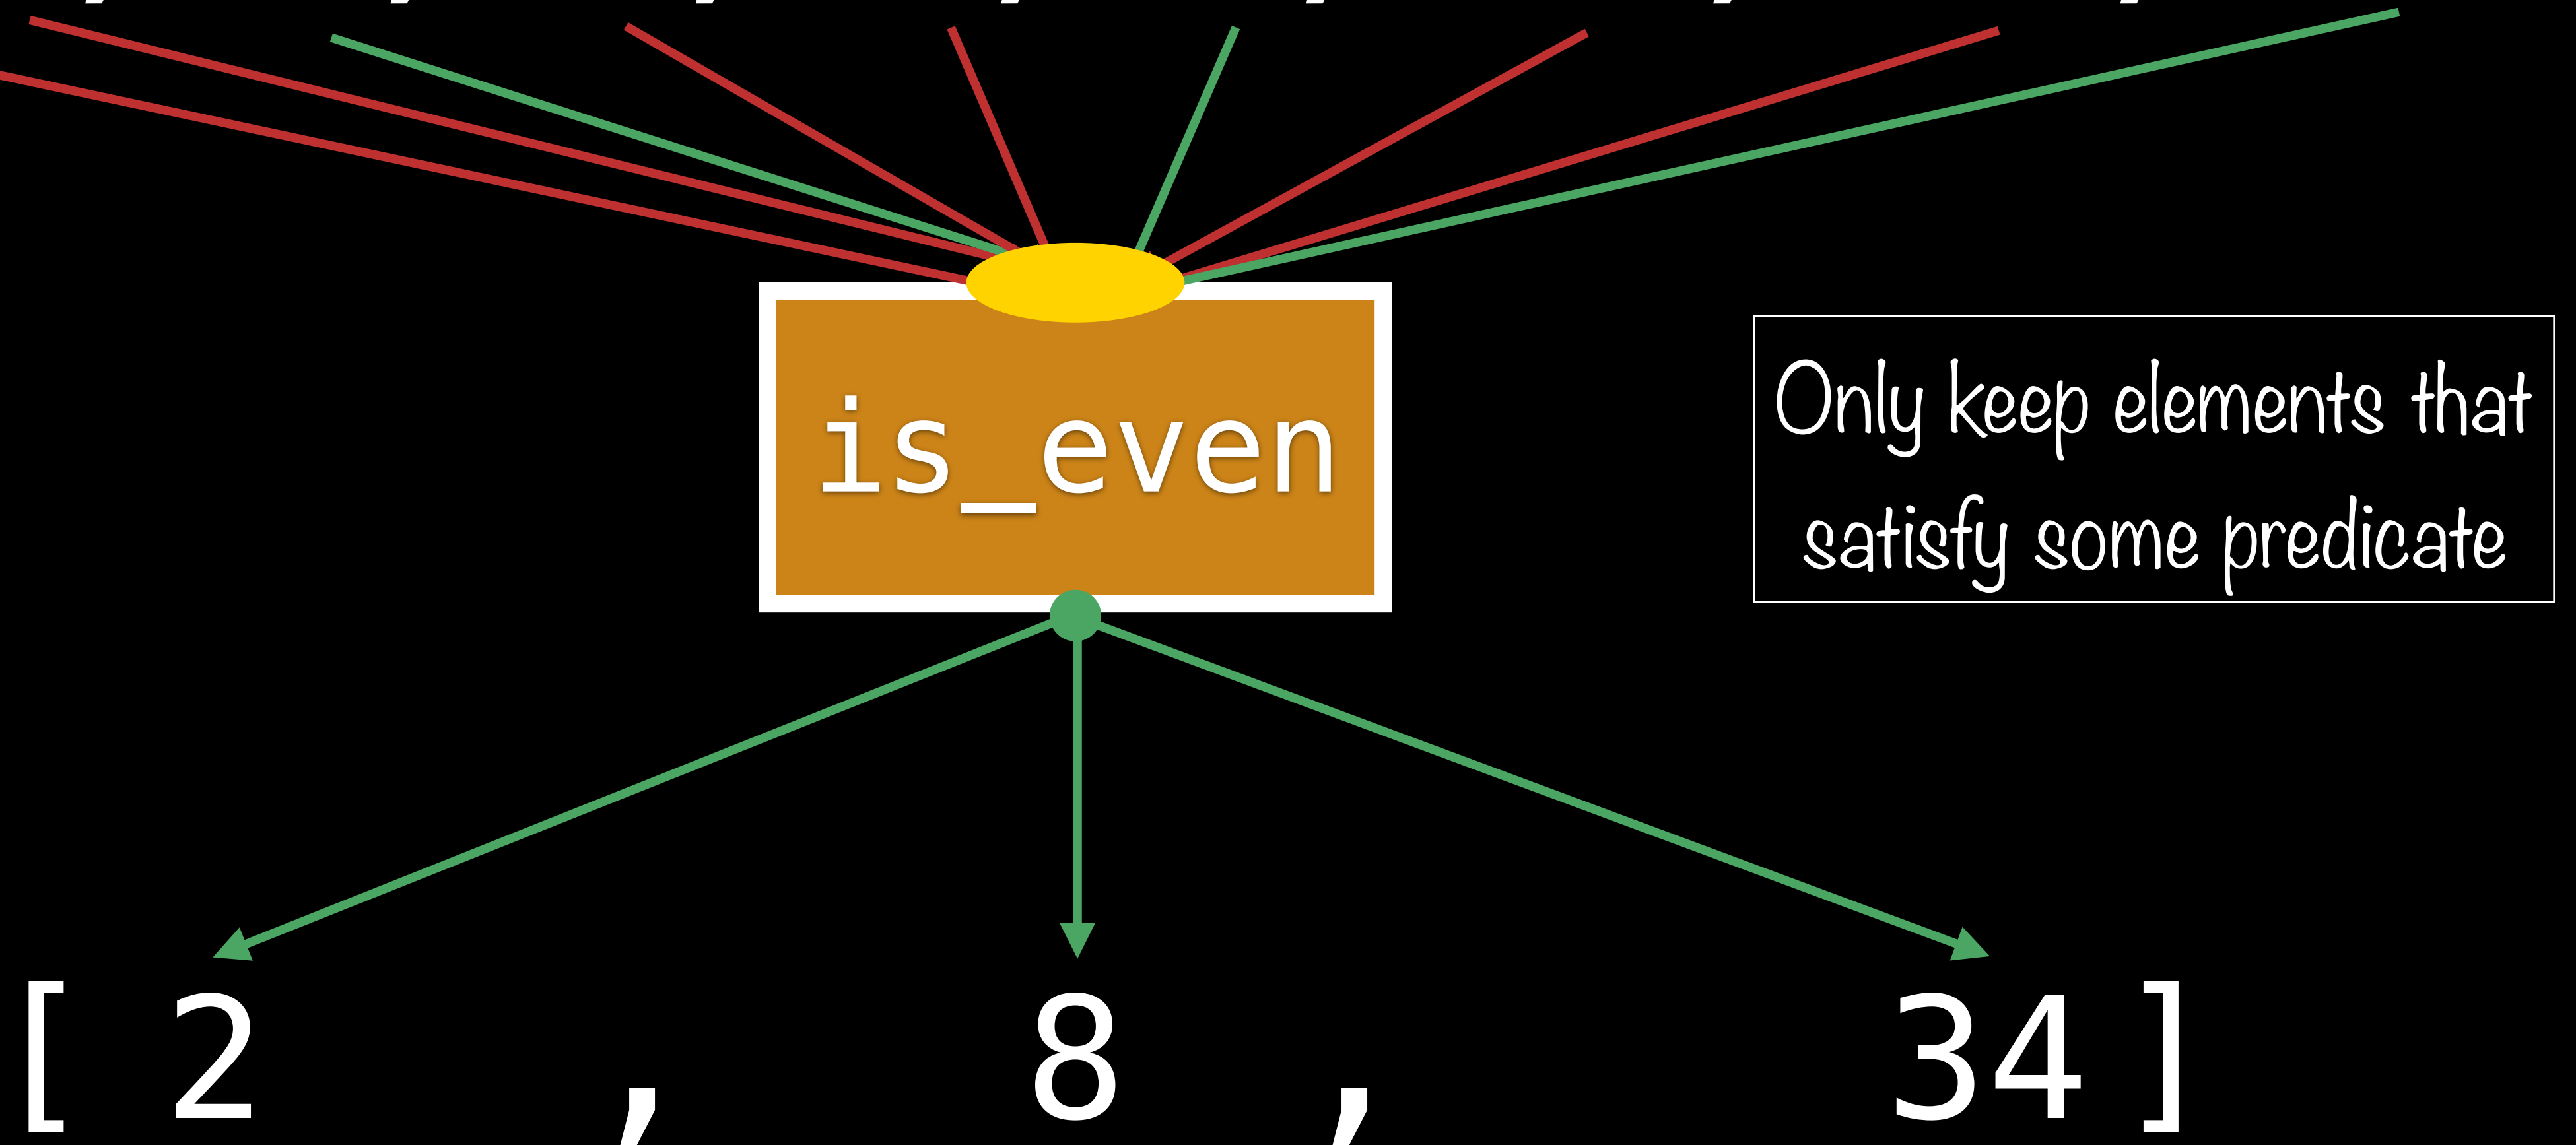 is_even
Only keep elements that
satisfy some predicate
[ 2 , 8 , 34 ]